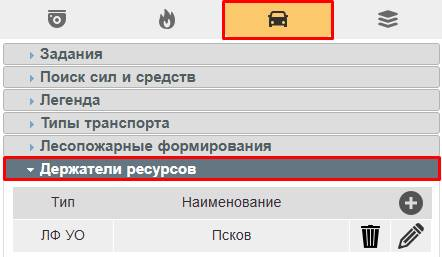 Задания
Поиск сил и средств
Легенда
Типы транспорта
Лесопожарные формирования
Держатели ресурсов
Тип Наименование
ЛФ УО Псков